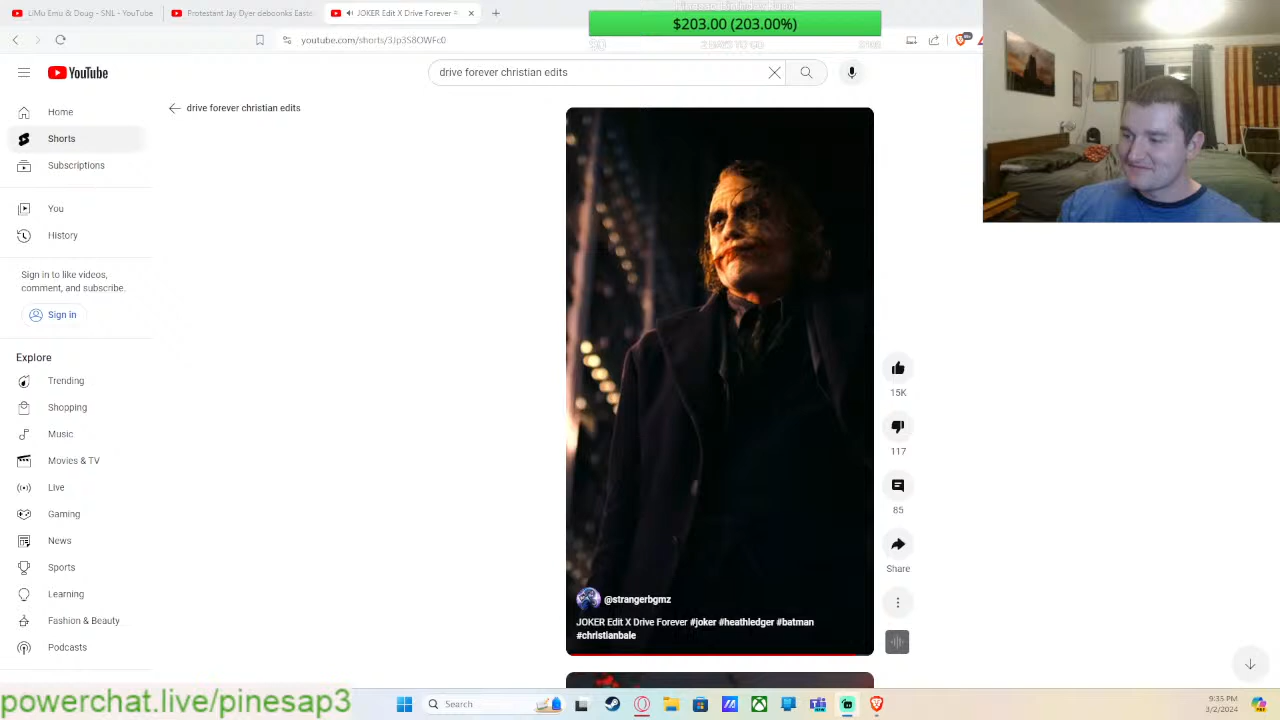 LiMu Emu & Doug - SNL - YouTube
Protestant Jay Dyer deboonks Easte
JOKER Edit X Drive Forever #
$203.00 (203.00%)
youtube.com/shorts/3Jp3S8OWFc0
YouTube
drive forever christian edits
Home
drive forever christian edits
Shorts
Subscriptions
You
History
Sign in to like videos,
comment, and subscribe.
Sign in
Explore
Trending
Shopping
Music
Movies & TV
Live
Gaming
News
Sports
Learning
Fashion & Beauty
Podcasts
15K
117
85
Share
@strangerbgmz
JOKER Edit X Drive Forever #joker #heathledger #batman
#christianbale
powerchat.live/pinesap3
Search
9:35 PM
3/2/2024